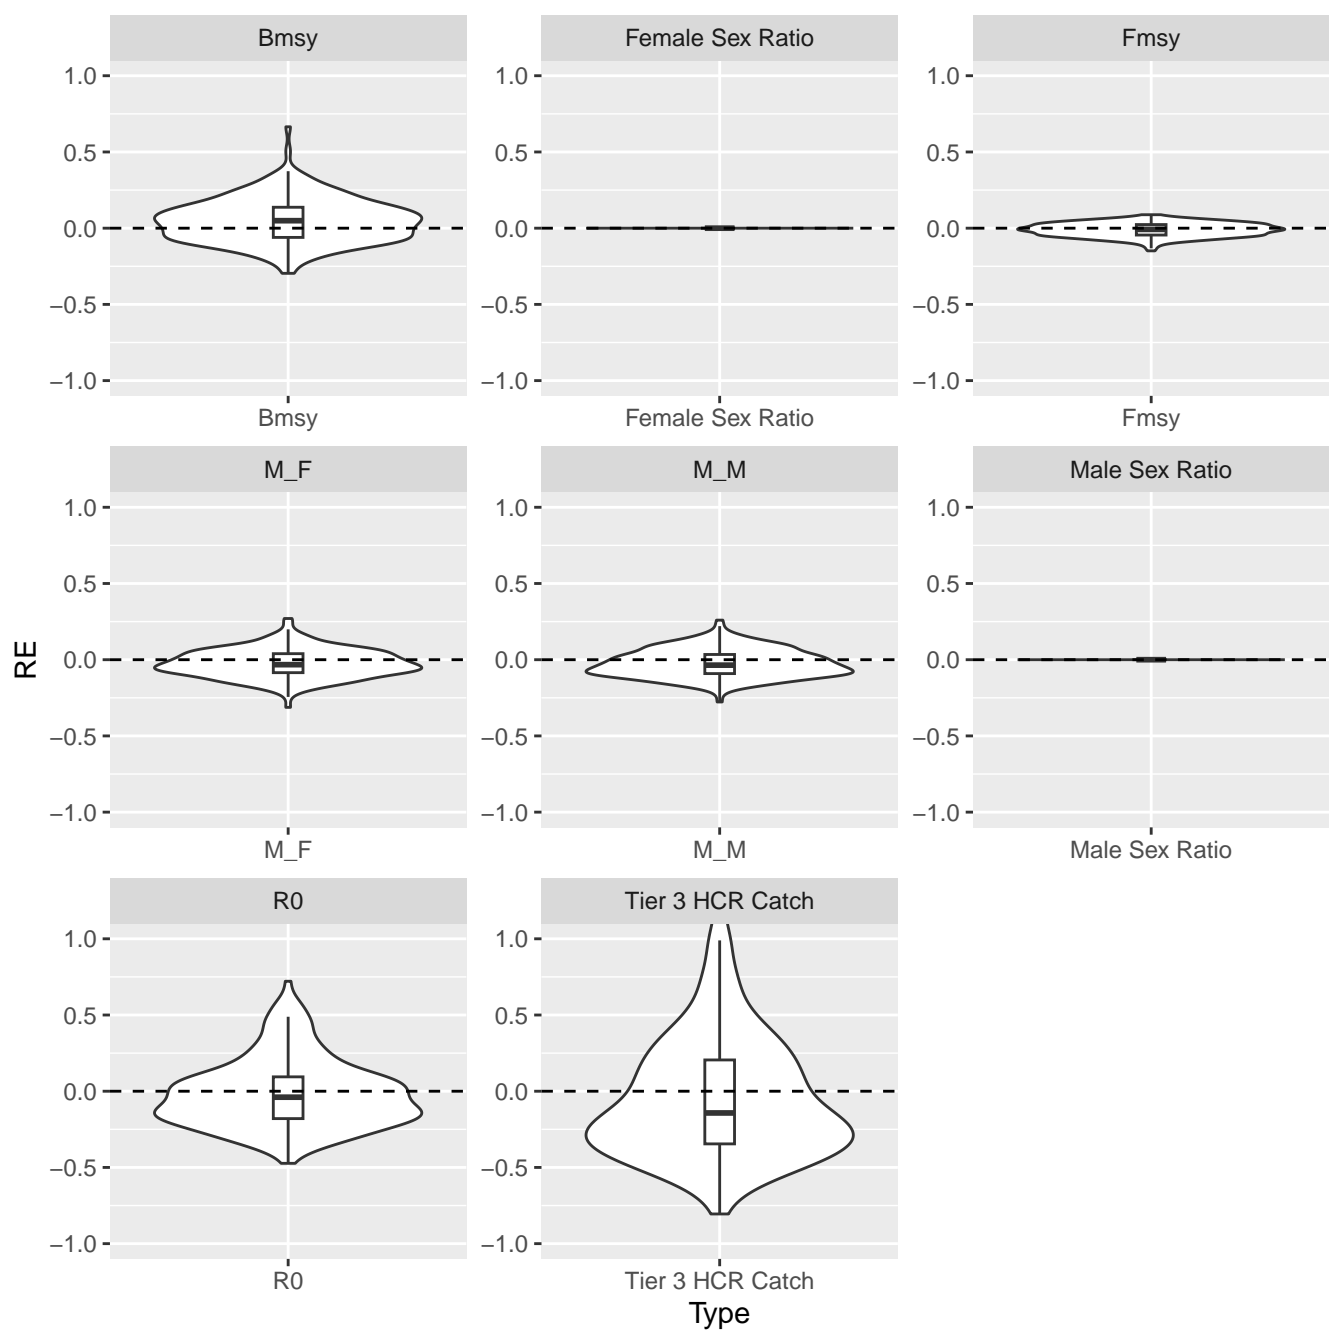 Bmsy Female Sex Ratio Fmsy
1.0 1.0 1.0
0.5 0.5 0.5
0.0 0.0 0.0
−0.5 −0.5 −0.5
−1.0 −1.0 −1.0
Bmsy Female Sex Ratio Fmsy
M_F M_M Male Sex Ratio
1.0 1.0 1.0
0.5 0.5 0.5
RE
0.0 0.0 0.0
−0.5 −0.5 −0.5
−1.0 −1.0 −1.0
M_F M_M Male Sex Ratio
R0 Tier 3 HCR Catch
1.0 1.0
0.5 0.5
0.0 0.0
−0.5 −0.5
−1.0 −1.0
R0 Tier 3 HCR Catch
Type